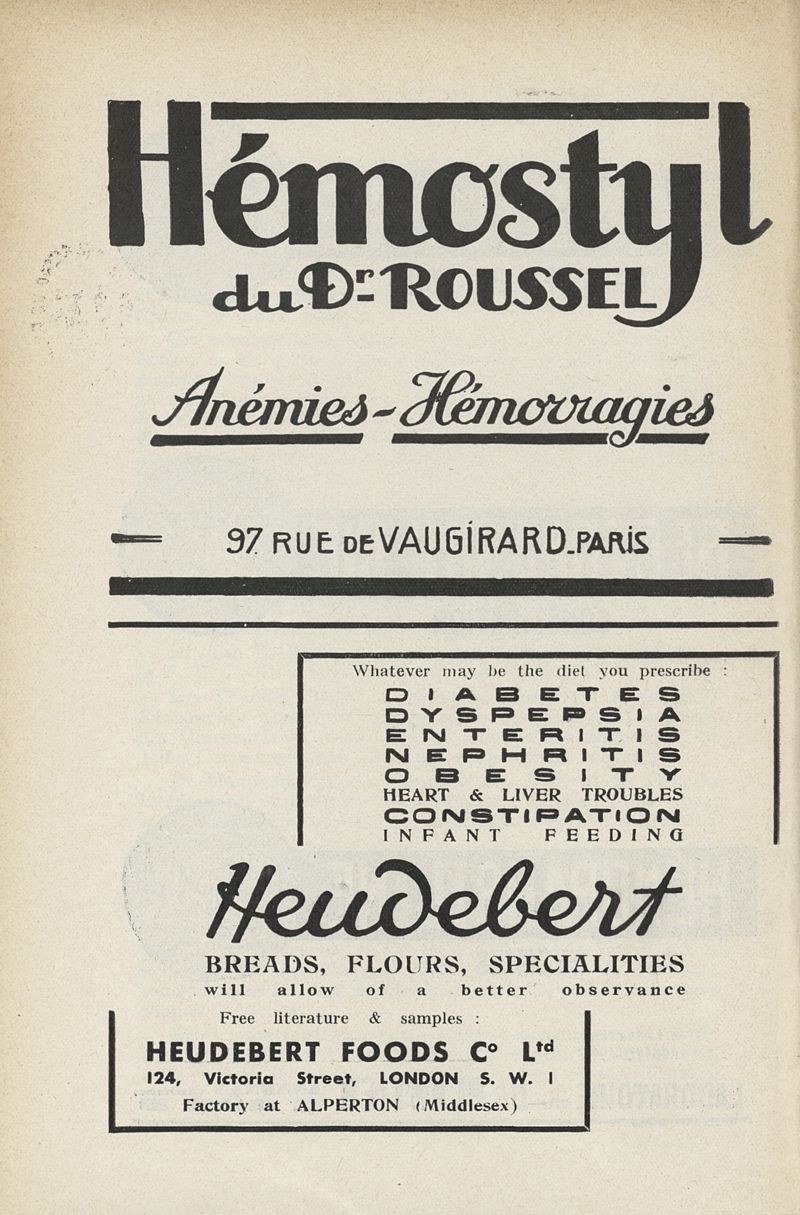 Hémostyl
du Dr ROUSSEL
Anémies - Hémorragies
97 RUE DE VAUGIRARD-PARIS
Whatever may be the diet you prescribe :
DIABETES
DYSPEPSIA
ENTERITIS
NEPHRITIS
OBESITY
HEART & LIVER TROUBLES
CONSTIPATION
INFANT FEEDING
Heudebert
BREADS, FLOURS, SPECIALITIES
will allow of a better observance
Free literature & samples :
HEUDEBERT FOODS Co Ltd
124, Victoria Street, LONDON S. W. I
Factory at ALPERTON (Middlesex)